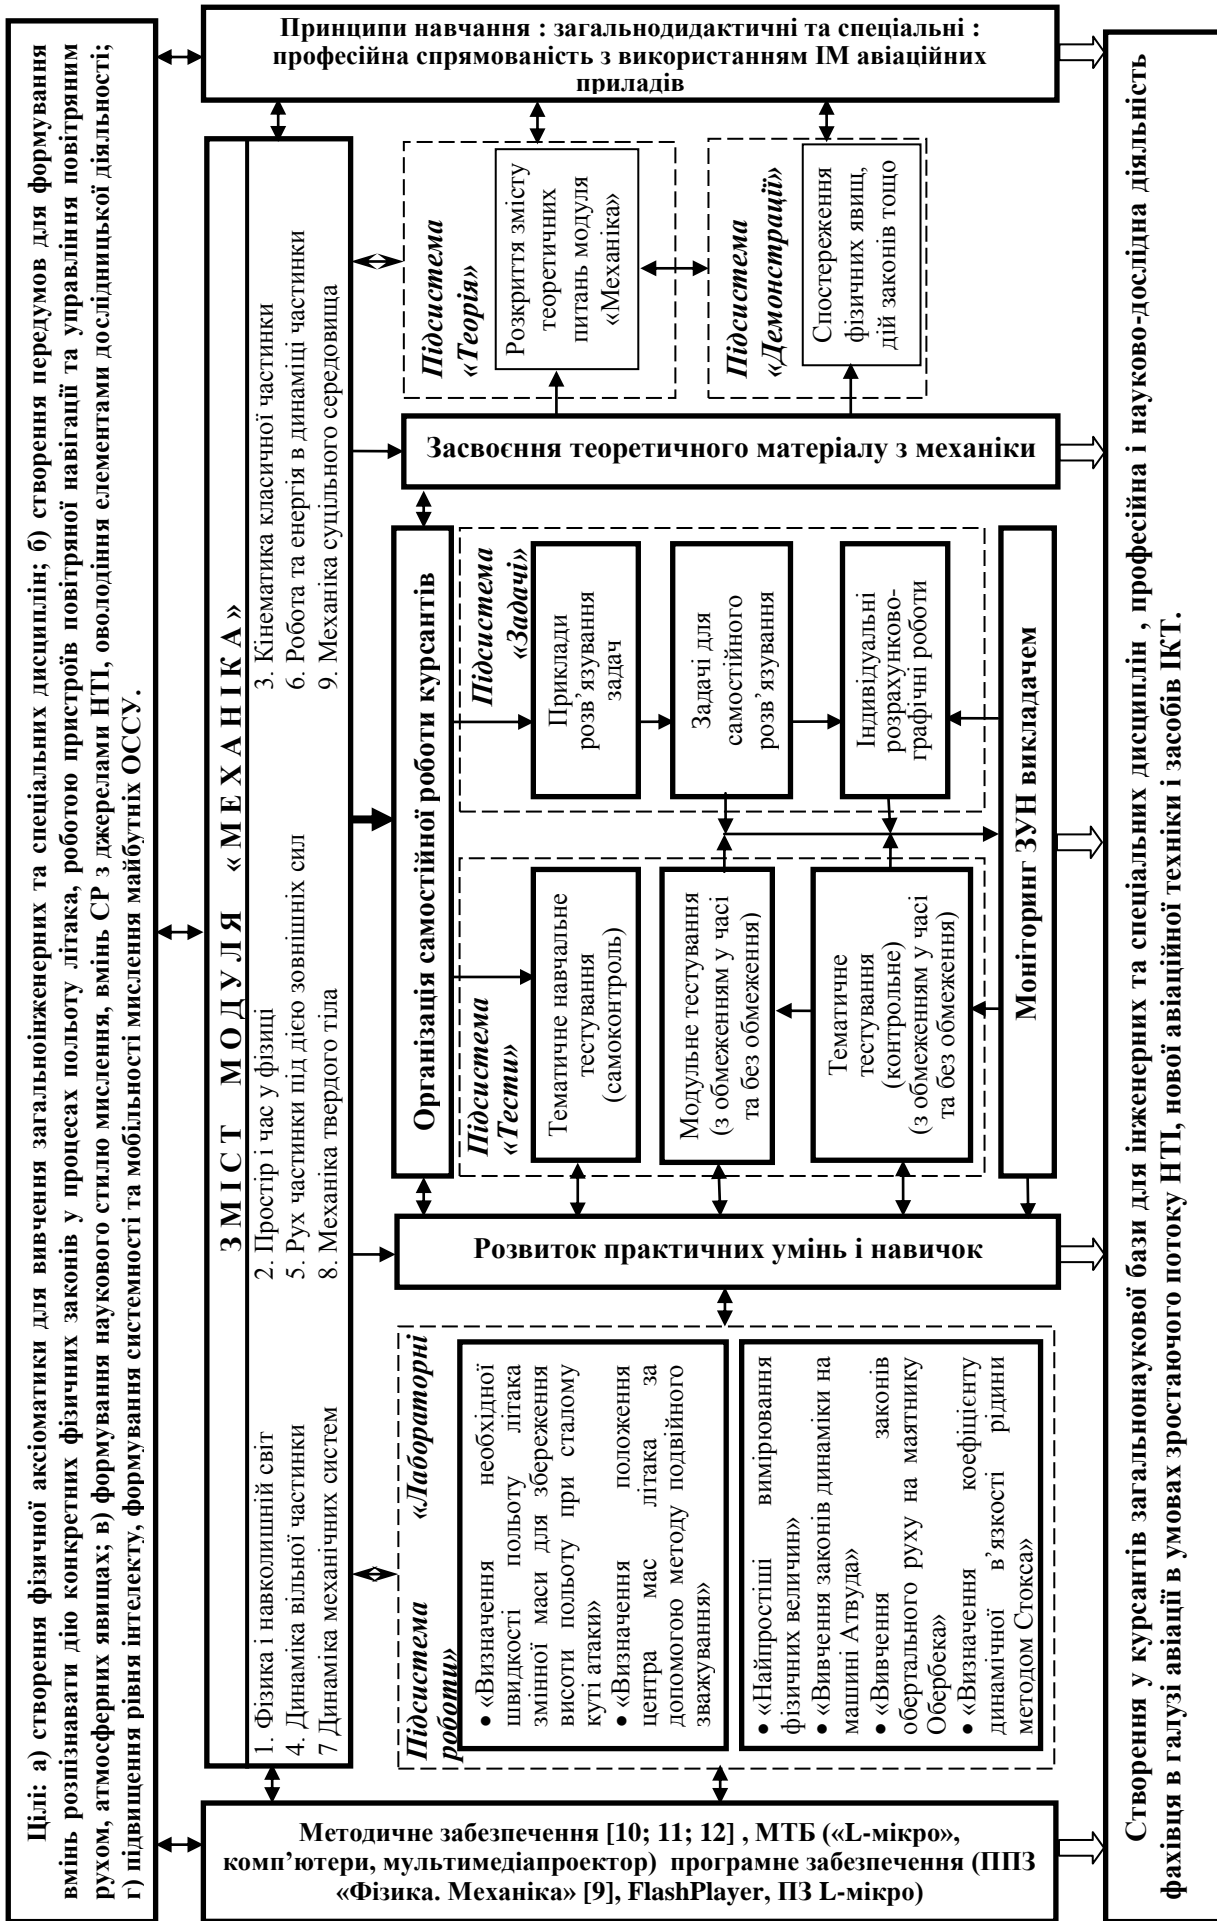 Цілі: а) створення фізичної аксіоматики для вивчення загальноінженерних та спеціальних дисциплін; б) створення передумов для формування
вмінь розпізнавати дію конкретних фізичних законів у процесах польоту літака, роботою пристроїв повітряної навігації та управління повітряним
рухом, атмосферних явищах; в) формування наукового стилю мислення, вмінь СР з джерелами НТІ, оволодіння елементами дослідницької діяльності;
г) підвищення рівня інтелекту, формування системності та мобільності мислення майбутніх ОССУ.
Методичне забезпечення [10; 11; 12] , МТБ («L-мікро»,
комп’ютери, мультимедіапроектор) програмне забезпечення (ППЗ
«Фізика. Механіка» [9], FlashPlayer, ПЗ L-мікро)
ЗМІСТ МОДУЛЯ «МЕХАНІКА»
1. Фізика і навколишній світ
2. Простір і час у фізиці
3. Кінематика класичної частинки
4. Динаміка вільної частинки
5. Рух частинки під дією зовнішніх сил
6. Робота та енергія в динаміці частинки
7 Динаміка механічних систем
8. Механіка твердого тіла
9. Механіка суцільного середовища
Принципи навчання : загальнодидактичні та спеціальні :
професійна спрямованість з використанням ІМ авіаційних
приладів
Підсистема «Лабораторні
роботи»
• «Визначення необхідної
швидкості польоту літака
змінної маси для збереження
висоти польоту при сталому
куті атаки»
• «Визначення положення
центра мас літака за
допомогою методу подвійного
зважування»
• «Найпростіші вимірювання
фізичних величин»
• «Вивчення законів динаміки на
машині Атвуда»
• «Вивчення законів
обертального руху на маятнику
Обербека»
• «Визначення коефіцієнту
динамічної в’язкості рідини
методом Стокса»
Розвиток практичних умінь і навичок
Організація самостійної роботи курсантів
Підсистема
«Тести»
Тематичне навчальне
тестування
(самоконтроль)
Модульне тестування
(з обмеженням у часі
та без обмеження)
Тематичне
тестування
(контрольне)
(з обмеженням у часі
та без обмеження)
Підсистема
«Задачі»
Приклади
розв’язування
задач
Задачі для
самостійного
розв’язування
Індивідуальні
розрахунково-
графічні роботи
Моніторинг ЗУН викладачем
Засвоєння теоретичного матеріалу з механіки
Підсистема
«Теорія»
Розкриття змісту
теоретичних
питань модуля
«Механіка»
Підсистема
«Демонстрації»
Спостереження
фізичних явищ,
дій законів тощо
Створення у курсантів загальнонаукової бази для інженерних та спеціальних дисциплін , професійна і науково-дослідна діяльність
фахівця в галузі авіації в умовах зростаючого потоку НТІ, нової авіаційної техніки і засобів ІКТ.